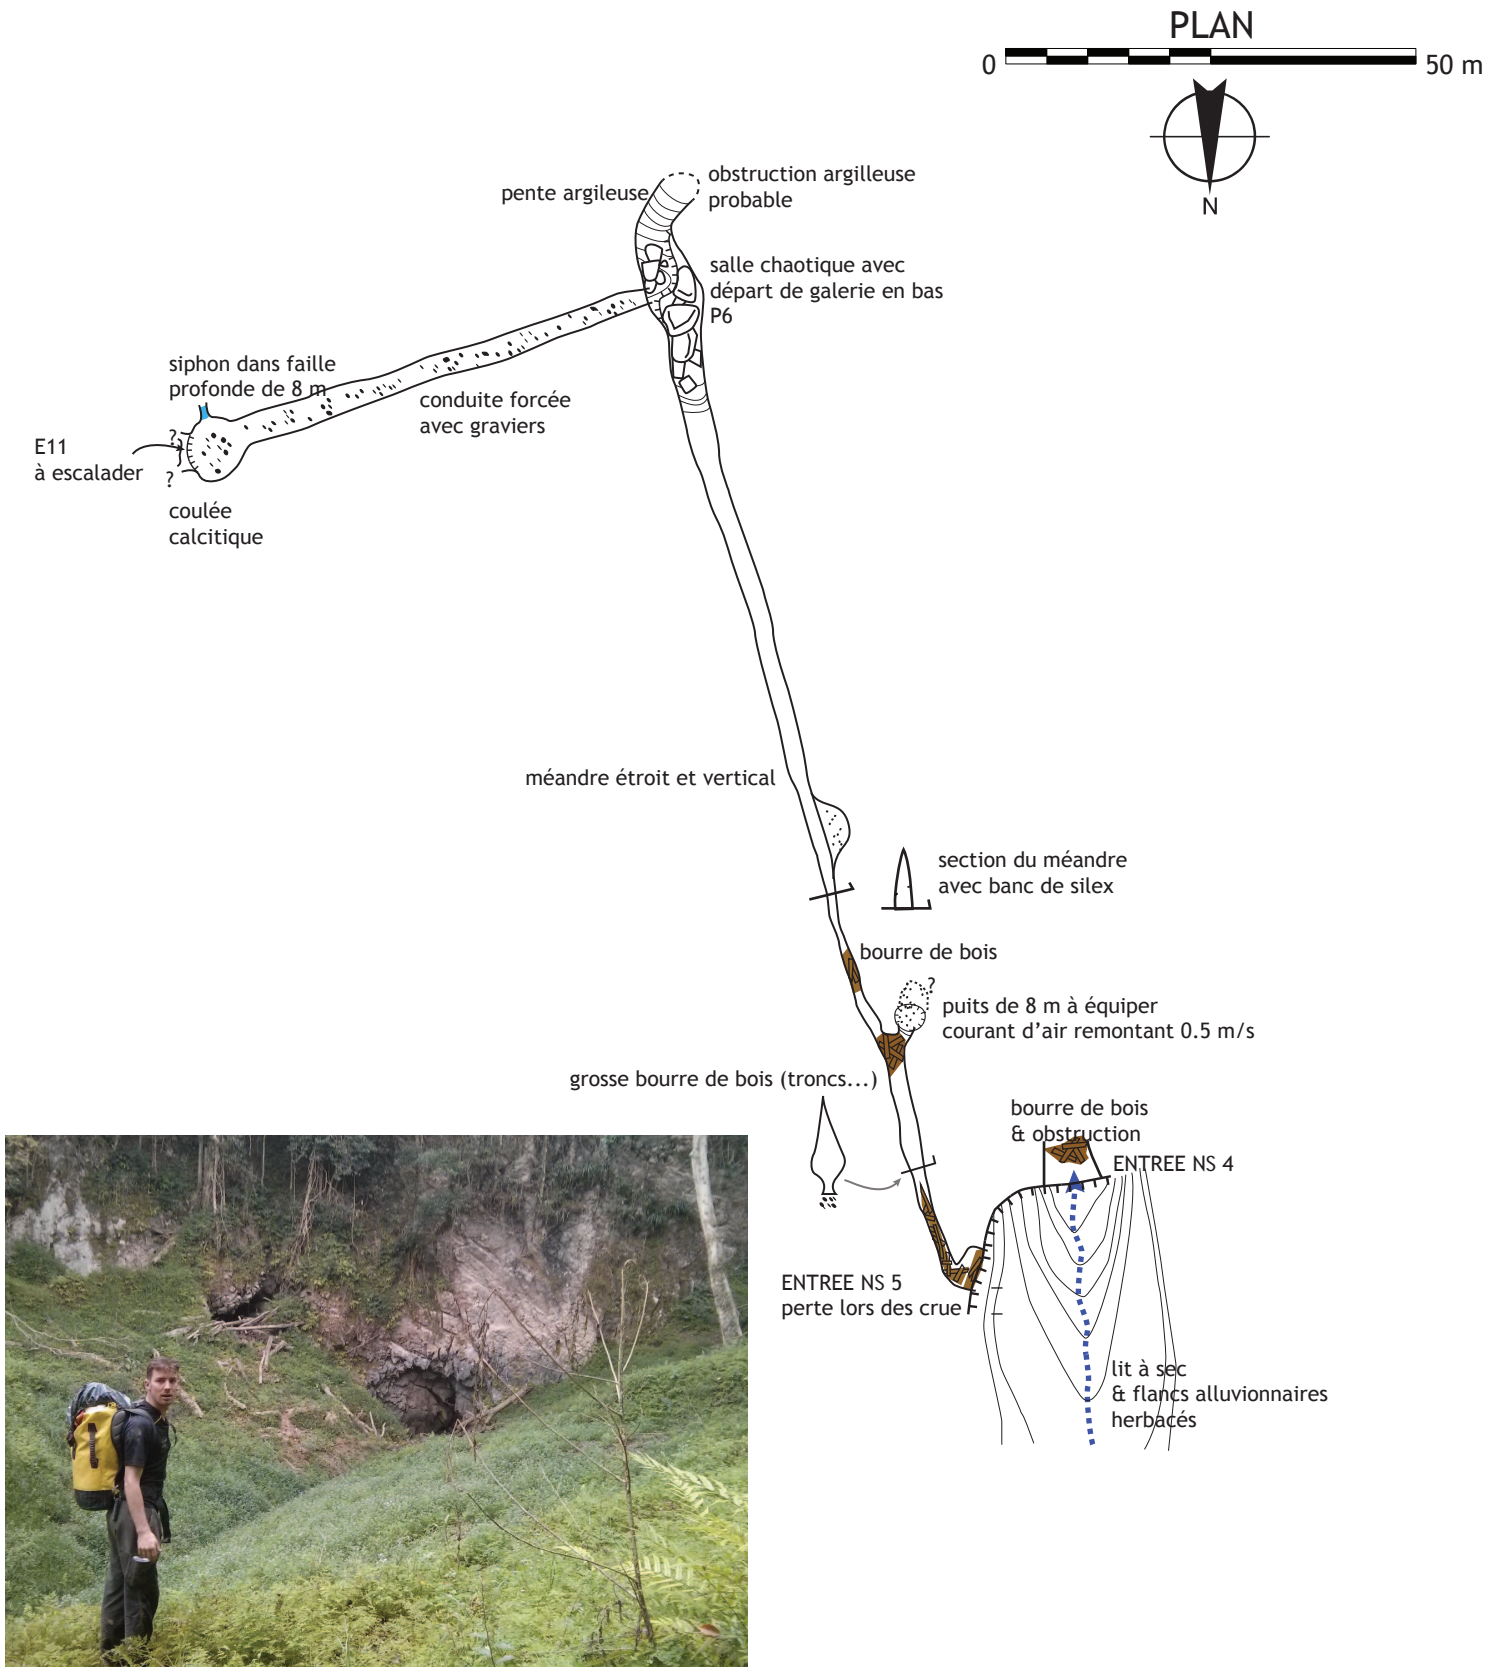 PLAN
0 50 m
N
pente argileuse
obstruction argilleuse
probable
salle chaotique avec
départ de galerie en bas
P6
siphon dans faille
profonde de 8 m
conduite forcée
avec graviers
E11
à escalader
?
?
coulée
calcitique
méandre étroit et vertical
section du méandre
avec banc de silex
bourre de bois
?
puits de 8 m à équiper
courant d'air remontant 0.5 m/s
grosse bourre de bois (troncs...)
bourre de bois
& obstruction
ENTREE NS 4
ENTREE NS 5
perte lors des crue
lit à sec
& flancs alluvionnaires
herbacés